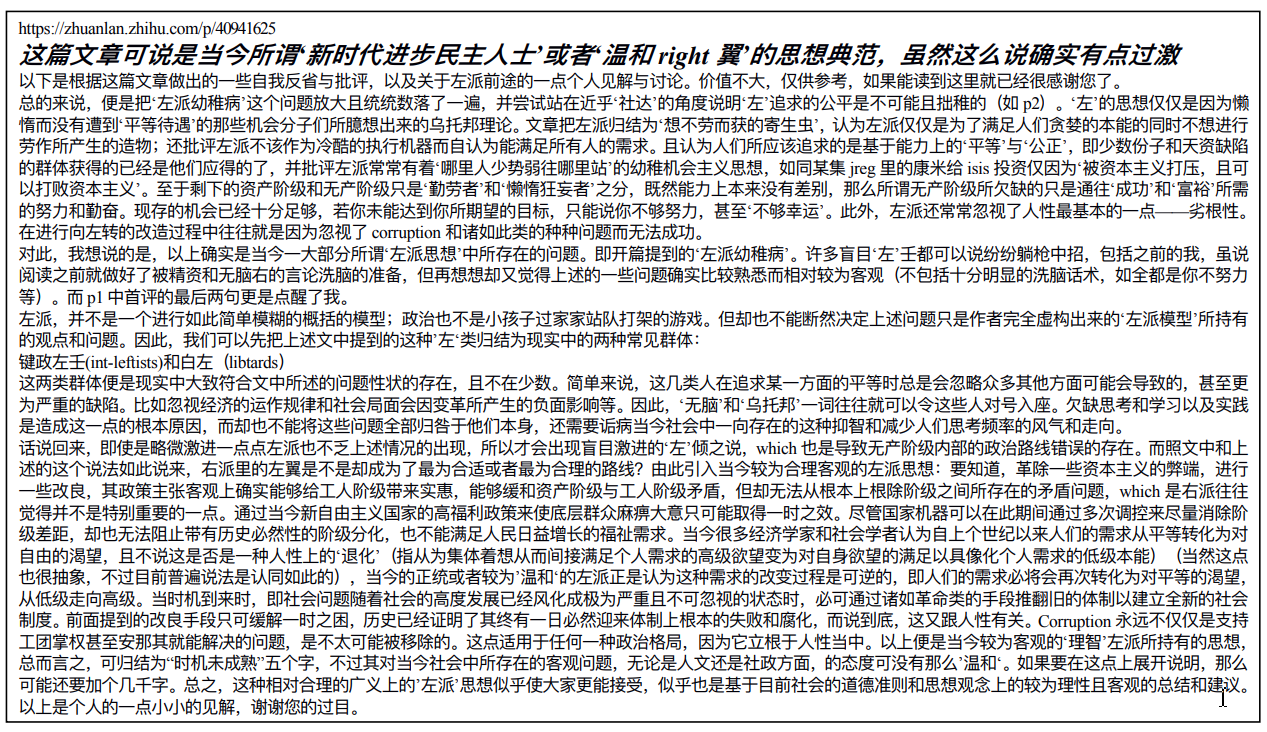 https://zhuanlan.zhihu.com/p/40941625
这篇文章可说是当今所谓‘新时代进步民主人士’或者‘温和 right 翼’的思想典范，虽然这么说确实有点过激
以下是根据这篇文章做出的一些自我反省与批评，以及关于左派前途的一点个人见解与讨论。价值不大，仅供参考，如果能读到这里就已经很感谢您了。
总的来说，便是把‘左派幼稚病’这个问题放大且统统数落了一遍，并尝试站在近乎‘社达’的角度说明‘左’追求的公平是不可能且拙稚的（如 p2）。‘左’的思想仅仅是因为懒
惰而没有遭到‘平等待遇’的那些机会分子们所臆想出来的乌托邦理论。文章把左派归结为‘想不劳而获的寄生虫’，认为左派仅仅是为了满足人们贪婪的本能的同时不想进行
劳作所产生的造物；还批评左派不该作为冷酷的执行机器而自认为能满足所有人的需求。且认为人们所应该追求的是基于能力上的‘平等’与‘公正’，即少数份子和天资缺陷
的群体获得的已经是他们应得的了，并批评左派常常有着‘哪里人少势弱往哪里站’的幼稚机会主义思想，如同某集 jreg 里的康米给 isis 投资仅因为‘被资本主义打压，且可
以打败资本主义’。至于剩下的资产阶级和无产阶级只是‘勤劳者’和‘懒惰狂妄者’之分，既然能力上本来没有差别，那么所谓无产阶级所欠缺的只是通往‘成功’和‘富裕’所需
的努力和勤奋。现存的机会已经十分足够，若你未能达到你所期望的目标，只能说你不够努力，甚至‘不够幸运’。此外，左派还常常忽视了人性最基本的一点——劣根性。
在进行向左转的改造过程中往往就是因为忽视了 corruption 和诸如此类的种种问题而无法成功。
对此，我想说的是，以上确实是当今一大部分所谓‘左派思想’中所存在的问题。即开篇提到的‘左派幼稚病’。许多盲目‘左’壬都可以说纷纷躺枪中招，包括之前的我，虽说
阅读之前就做好了被精资和无脑右的言论洗脑的准备，但再想想却又觉得上述的一些问题确实比较熟悉而相对较为客观（不包括十分明显的洗脑话术，如全都是你不努力
等）。而 p1 中首评的最后两句更是点醒了我。
左派，并不是一个进行如此简单模糊的概括的模型；政治也不是小孩子过家家站队打架的游戏。但却也不能断然决定上述问题只是作者完全虚构出来的‘左派模型’所持有
的观点和问题。因此，我们可以先把上述文中提到的这种’左‘类归结为现实中的两种常见群体：
键政左壬(int-leftists)和白左（libtards）
这两类群体便是现实中大致符合文中所述的问题性状的存在，且不在少数。简单来说，这几类人在追求某一方面的平等时总是会忽略众多其他方面可能会导致的，甚至更
为严重的缺陷。比如忽视经济的运作规律和社会局面会因变革所产生的负面影响等。因此，‘无脑’和‘乌托邦’一词往往就可以令这些人对号入座。欠缺思考和学习以及实践
是造成这一点的根本原因，而却也不能将这些问题全部归咎于他们本身，还需要诟病当今社会中一向存在的这种抑智和减少人们思考频率的风气和走向。
话说回来，即使是略微激进一点点左派也不乏上述情况的出现，所以才会出现盲目激进的‘左’倾之说，which 也是导致无产阶级内部的政治路线错误的存在。而照文中和上
述的这个说法如此说来，右派里的左翼是不是却成为了最为合适或者最为合理的路线？由此引入当今较为合理客观的左派思想：要知道，革除一些资本主义的弊端，进行
一些改良，其政策主张客观上确实能够给工人阶级带来实惠，能够缓和资产阶级与工人阶级矛盾，但却无法从根本上根除阶级之间所存在的矛盾问题，which 是右派往往
觉得并不是特别重要的一点。通过当今新自由主义国家的高福利政策来使底层群众麻痹大意只可能取得一时之效。尽管国家机器可以在此期间通过多次调控来尽量消除阶
级差距，却也无法阻止带有历史必然性的阶级分化，也不能满足人民日益增长的福祉需求。当今很多经济学家和社会学者认为自上个世纪以来人们的需求从平等转化为对
自由的渴望，且不说这是否是一种人性上的‘退化’（指从为集体着想从而间接满足个人需求的高级欲望变为对自身欲望的满足以具像化个人需求的低级本能）（当然这点
也很抽象，不过目前普遍说法是认同如此的），当今的正统或者较为’温和‘的左派正是认为这种需求的改变过程是可逆的，即人们的需求必将会再次转化为对平等的渴望，
从低级走向高级。当时机到来时，即社会问题随着社会的高度发展已经风化成极为严重且不可忽视的状态时，必可通过诸如革命类的手段推翻旧的体制以建立全新的社会
制度。前面提到的改良手段只可缓解一时之困，历史已经证明了其终有一日必然迎来体制上根本的失败和腐化，而说到底，这又跟人性有关。Corruption 永远不仅仅是支持
工团掌权甚至安那其就能解决的问题，是不太可能被移除的。这点适用于任何一种政治格局，因为它立根于人性当中。以上便是当今较为客观的‘理智’左派所持有的思想，
总而言之，可归结为“时机未成熟”五个字，不过其对当今社会中所存在的客观问题，无论是人文还是社政方面，的态度可没有那么’温和‘。如果要在这点上展开说明，那么
可能还要加个几千字。总之，这种相对合理的广义上的’左派’思想似乎使大家更能接受，似乎也是基于目前社会的道德准则和思想观念上的较为理性且客观的总结和建议。
以上是个人的一点小小的见解，谢谢您的过目。